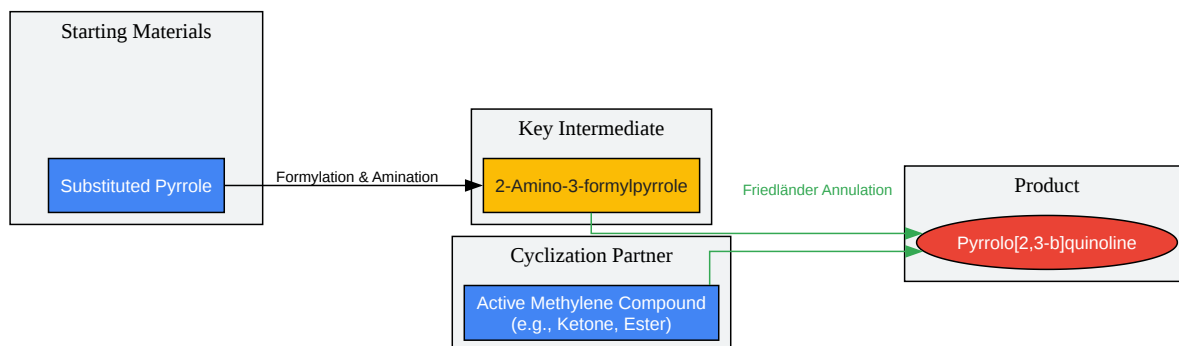 Starting Materials
Substituted Pyrrole
Formylation & Amination
Key Intermediate
2-Amino-3-formylpyrrole
Cyclization Partner
Active Methylene Compound
(e.g., Ketone, Ester)
Friedländer Annulation
Product
Pyrrolo[2,3-b]quinoline